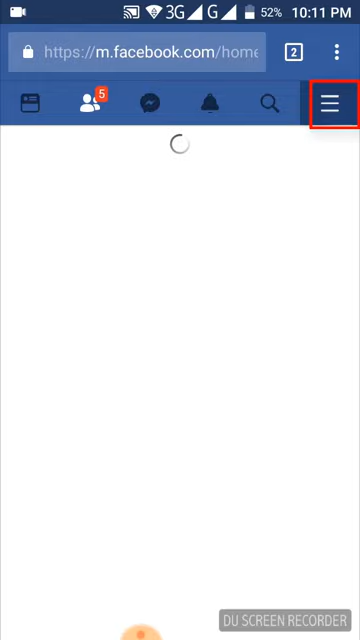 3G G 52% 10:11 PM
https://m.facebook.com/home 2
5
DU SCREEN RECORDER